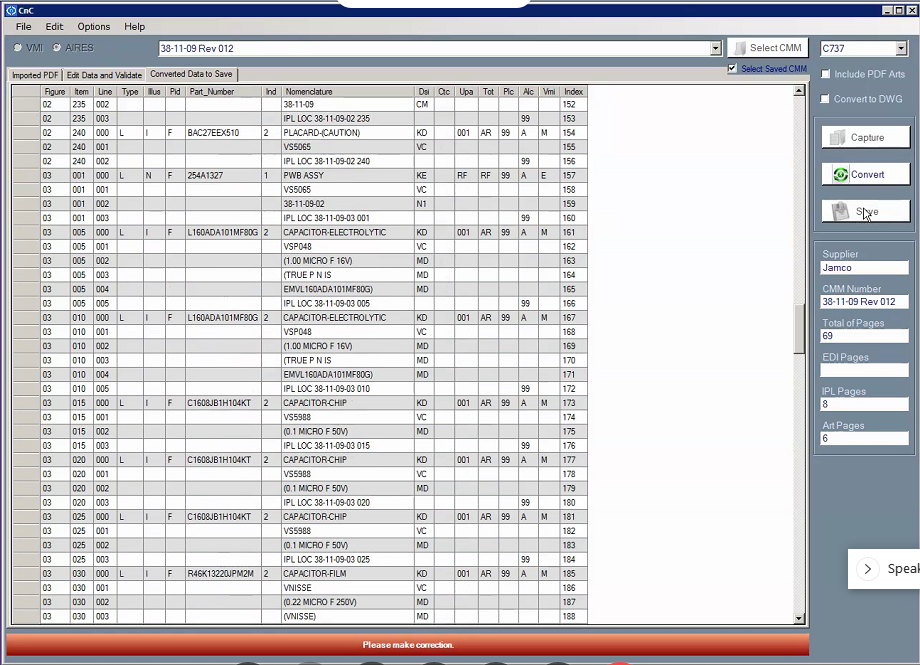 CnC
File Edit Options Help
VMI AIRES 38-11-09 Rev 012 Select CMM C737
Select Saved CMM
Imported PDF Edit Data and Validate Converted Data to Save
Include PDF Arts
Convert to DWG
Capture
Convert
Save
Supplier
Jamco
CMM Number
38-11-09 Rev 012
Total of Pages
69
EDI Pages
IPL Pages
8
Art Pages
6
Figure Item Line Type Illus Pid Part_Number Ind Nomenclature Dai Ctc Upa Tot Plc Alc Vmi Index
02 235 002 38-11-09 CM 152
02 235 003 IPL LOC 38-11-09-02 235 99 153
02 240 000 L I F BAC27EEX510 2 PLACARD-(CAUTION) KD 001 AR 99 A M 154
02 240 001 VS5065 VC 155
02 240 002 IPL LOC 38-11-09-02 240 99 156
03 001 000 L N F 254A1327 1 PWB ASSY KE RF RF 99 A E 157
03 001 001 VS5065 VC 158
03 001 002 38-11-09-02 N1 159
03 001 003 IPL LOC 38-11-09-03 001 99 160
03 005 000 L I F L160ADA101MF80G 2 CAPACITOR-ELECTROLYTIC KD 001 AR 99 A M 161
03 005 001 VSP048 VC 162
03 005 002 (1.00 MICRO F 16V) MD 163
03 005 003 (TRUE P N IS MD 164
03 005 004 EMVL160ADA101MF80G) MD 165
03 005 005 IPL LOC 38-11-09-03 005 99 166
03 010 000 L I F L160ADA101MF80G 2 CAPACITOR-ELECTROLYTIC KD 001 AR 99 A M 167
03 010 001 VSP048 VC 168
03 010 002 (1.00 MICRO F 16V) MD 169
03 010 003 (TRUE P N IS MD 170
03 010 004 EMVL160ADA101MF80G) MD 171
03 010 005 IPL LOC 38-11-09-03 010 99 172
03 015 000 L I F C1608JB1H104KT 2 CAPACITOR-CHIP KD 001 AR 99 A M 173
03 015 001 VS5988 VC 174
03 015 002 (0.1 MICRO F 50V) MD 175
03 015 003 IPL LOC 38-11-09-03 015 99 176
03 020 000 L I F C1608JB1H104KT 2 CAPACITOR-CHIP KD 001 AR 99 A M 177
03 020 001 VS5988 VC 178
03 020 002 (0.1 MICRO F 50V) MD 179
03 020 003 IPL LOC 38-11-09-03 020 99 180
03 025 000 L I F C1608JB1H104KT 2 CAPACITOR-CHIP KD 001 AR 99 A M 181
03 025 001 VS5988 VC 182
03 025 002 (0.1 MICRO F 50V) MD 183
03 025 003 IPL LOC 38-11-09-03 025 99 184
03 030 000 L I F R46K13220JPM2M 2 CAPACITOR-FILM KD 001 AR 99 A M 185
03 030 001 VNISSE VC 186
03 030 002 (0.22 MICRO F 250V) MD 187
03 030 003 (VNISSE) MD 188
Speak
Please make correction.